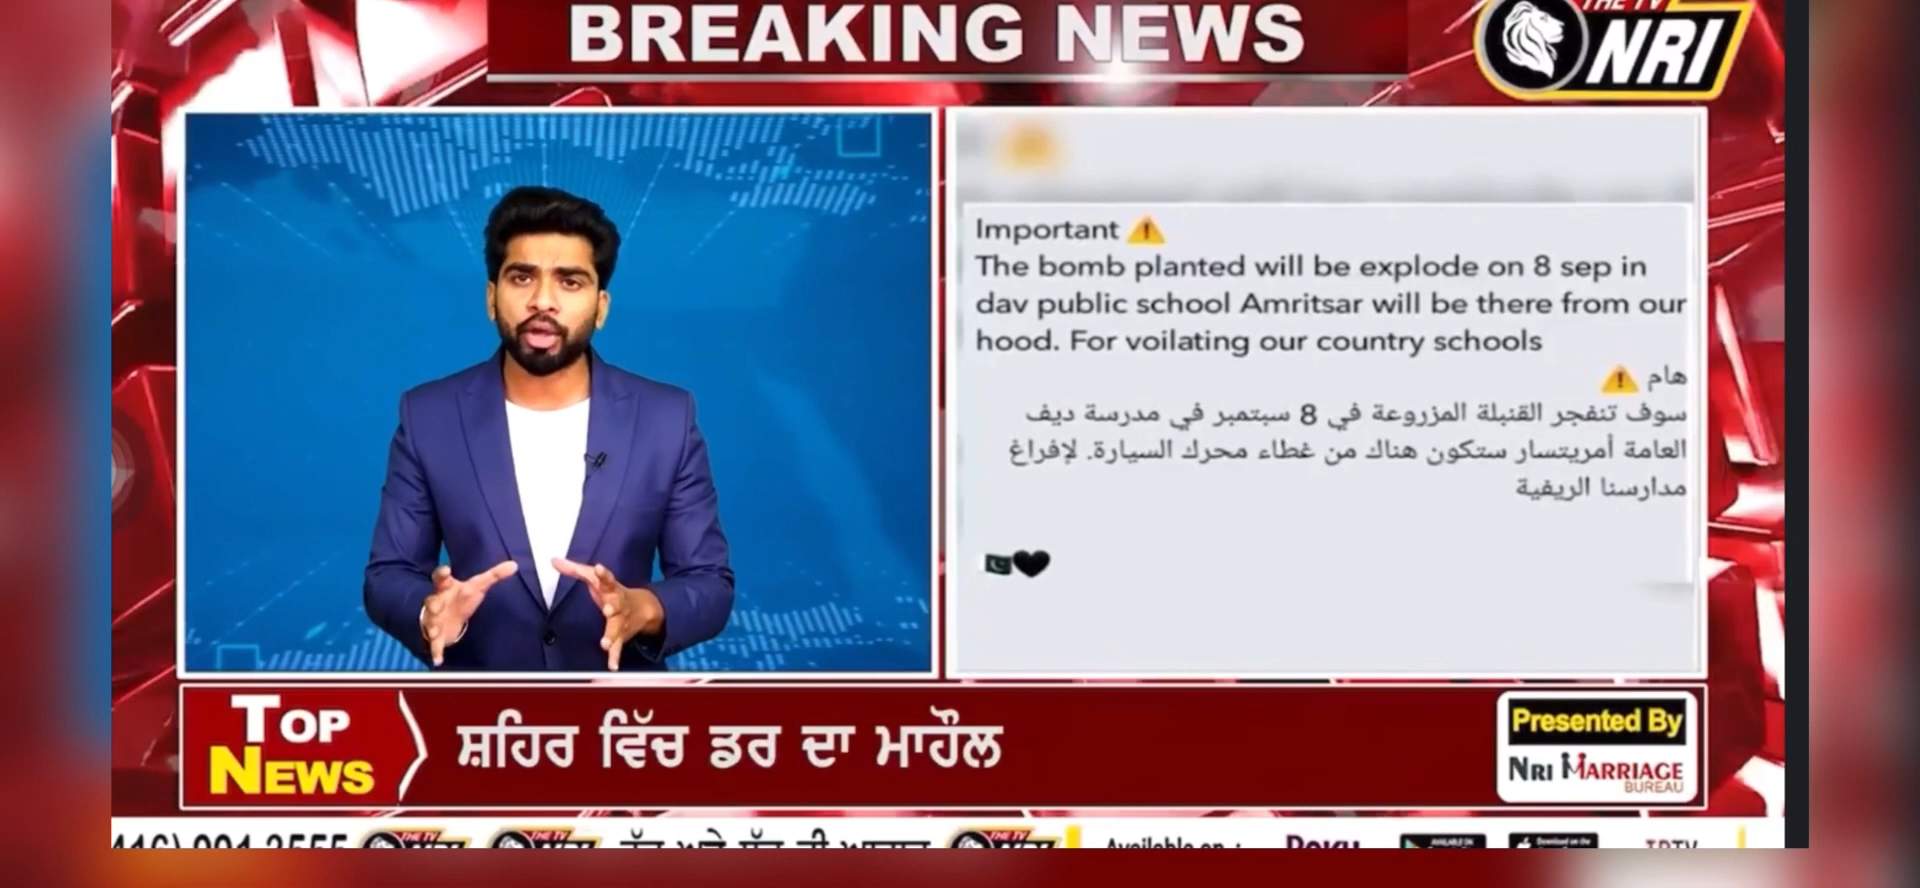 BREAKING NEWS
THE TV
NRI
Important ⚠️
The bomb planted will be explode on 8 sep in
dav public school Amritsar will be there from our
hood. For voilating our country schools
هام ⚠️
سوف تنفجر القنبلة المزروعة في 8 سبتمبر في مدرسة ديف
العامة أمريتسار ستكون هناك من غطاء محرك السيارة. لإفراغ
مدارسنا الريفية
🇵🇰🖤
TOP
NEWS
ਸ਼ਹਿਰ ਵਿੱਚ ਡਰ ਦਾ ਮਾਹੌਲ
Presented By
NRI MARRIAGE
BUREAU
Available on :
Roku